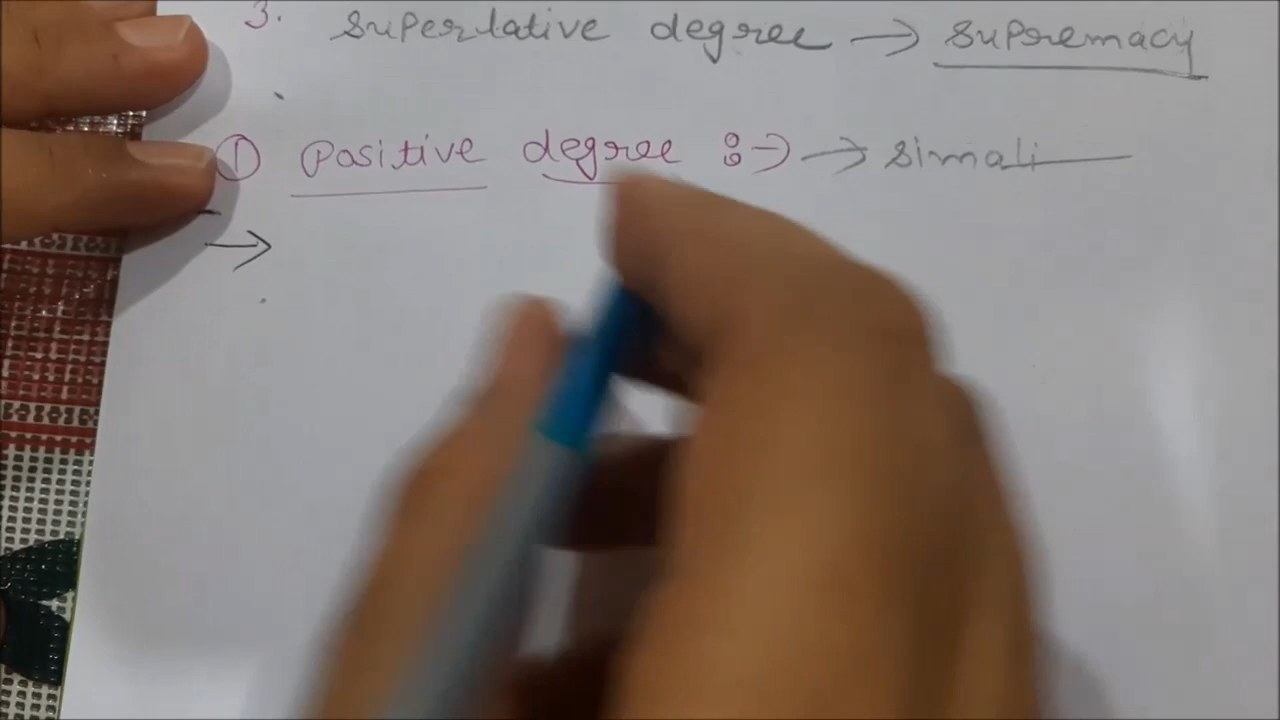 3. superlative degree → supremacy
① Positive degree :-) → simali
→